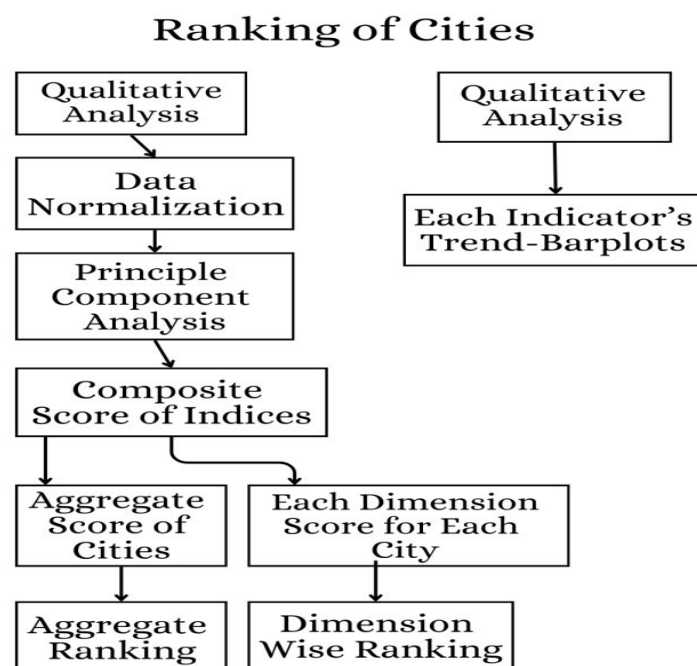 Ranking of Cities
Qualitative
Analysis
Data
Normalization
Principle
Component
Analysis
Composite
Score of Indices
Aggregate
Score of
Cities
Each Dimension
Score for Each
City
Aggregate
Ranking
Dimension
Wise Ranking
Qualitative
Analysis
Each Indicator's
Trend-Barplots